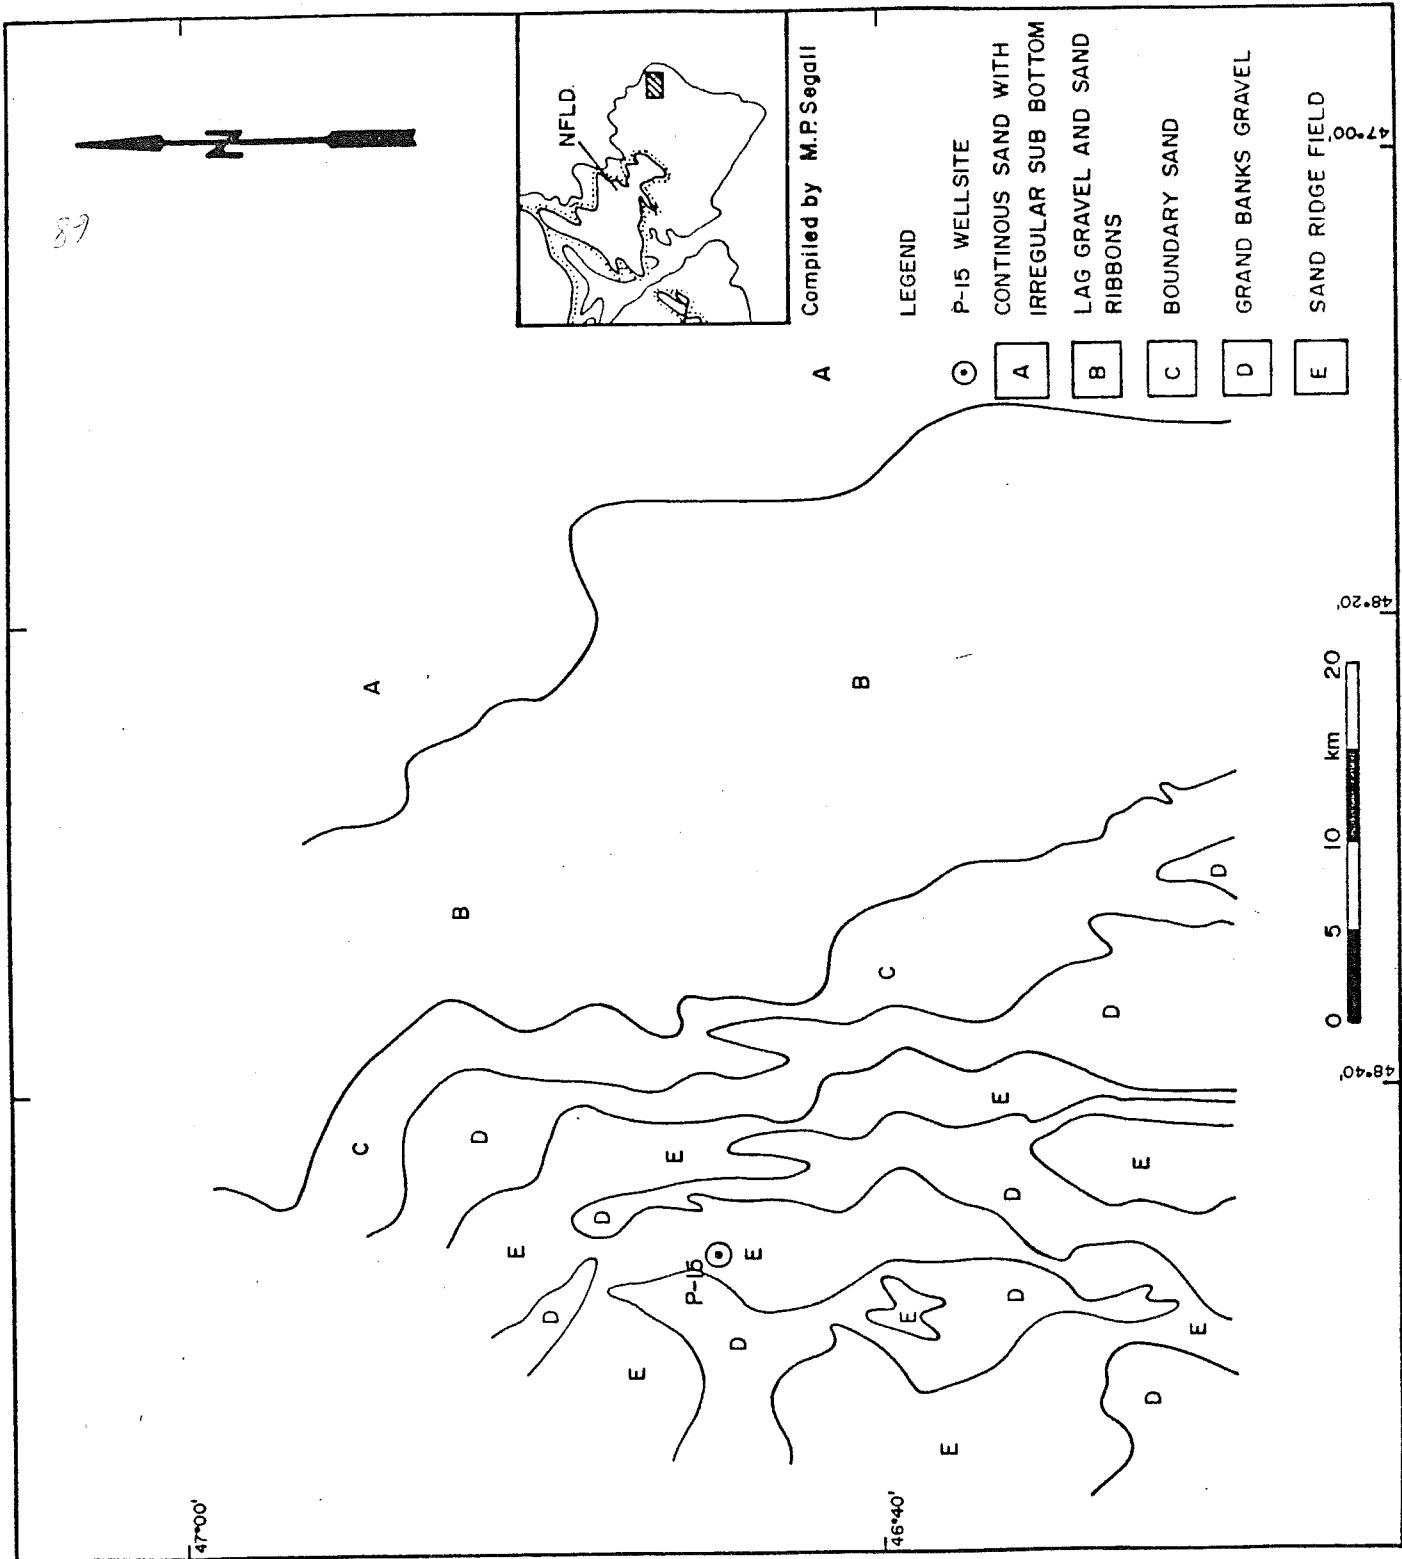 89
N
NFLD.
Compiled by M.P. Segall
LEGEND
P-15 WELLSITE
A CONTINOUS SAND WITH
IRREGULAR SUB BOTTOM
B LAG GRAVEL AND SAND
RIBBONS
C BOUNDARY SAND
D GRAND BANKS GRAVEL
E SAND RIDGE FIELD
A
A
B
B
C
C
D
D
D
D
D
D
D
D
D
E
E
E
E
E
E
E
E
E
P-15
0 5 10 km 20
47°00'
46°40'
48°40'
48°20'
47°00'